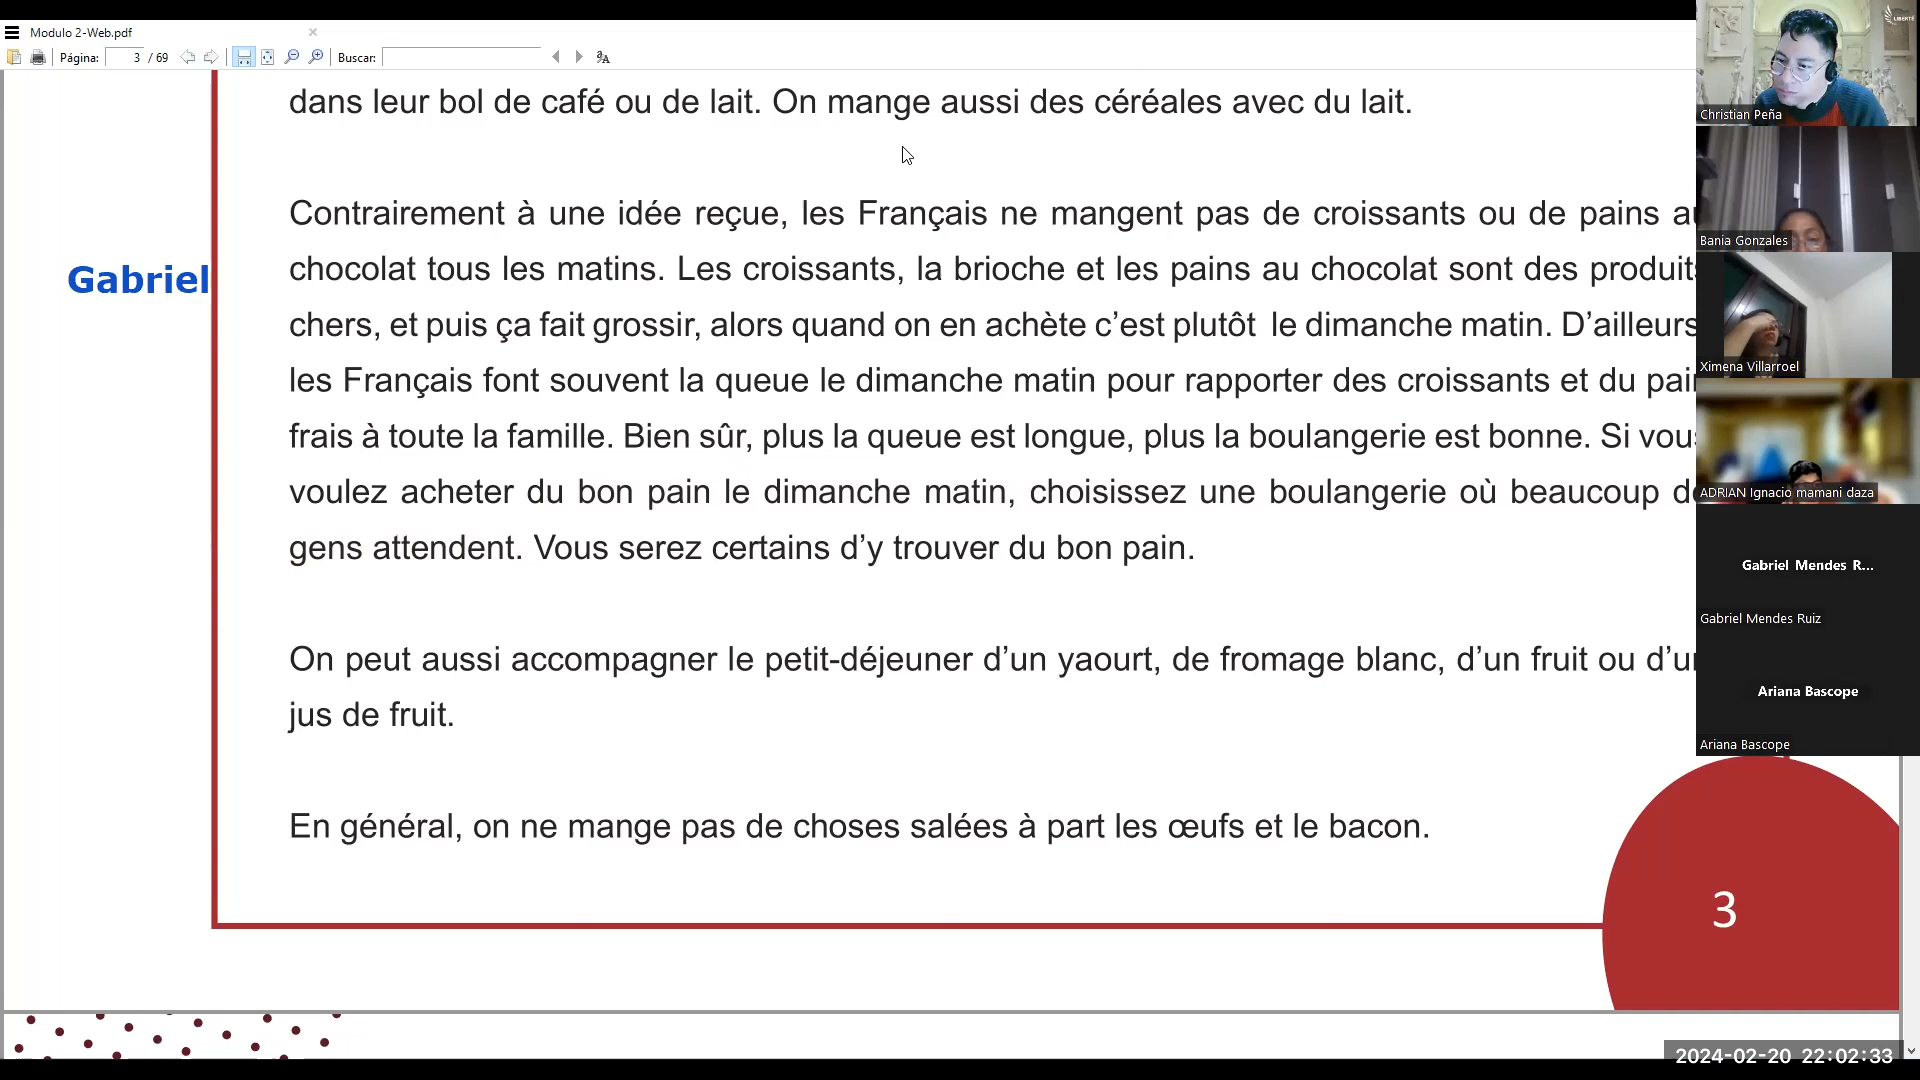 Modulo 2-Web.pdf
Página: 3 / 69 Buscar:
dans leur bol de café ou de lait. On mange aussi des céréales avec du lait.
Contrairement à une idée reçue, les Français ne mangent pas de croissants ou de pains
chocolat tous les matins. Les croissants, la brioche et les pains au chocolat sont des produits
chers, et puis ça fait grossir, alors quand on en achète c’est plutôt le dimanche matin. D’ailleurs
les Français font souvent la queue le dimanche matin pour rapporter des croissants et du
frais à toute la famille. Bien sûr, plus la queue est longue, plus la boulangerie est bonne. Si
voulez acheter du bon pain le dimanche matin, choisissez une boulangerie où beaucoup
gens attendent. Vous serez certains d’y trouver du bon pain.
On peut aussi accompagner le petit-déjeuner d’un yaourt, de fromage blanc, d’un fruit ou
jus de fruit.
En général, on ne mange pas de choses salées à part les œufs et le bacon.
3
Gabriel
LIBERTÉ
Christian Peña
Bania Gonzales
Ximena Villarroel
ADRIAN Ignacio mamani daza
Gabriel Mendes R...
Gabriel Mendes Ruiz
Ariana Bascope
Ariana Bascope
2024-02-20 22:02:33